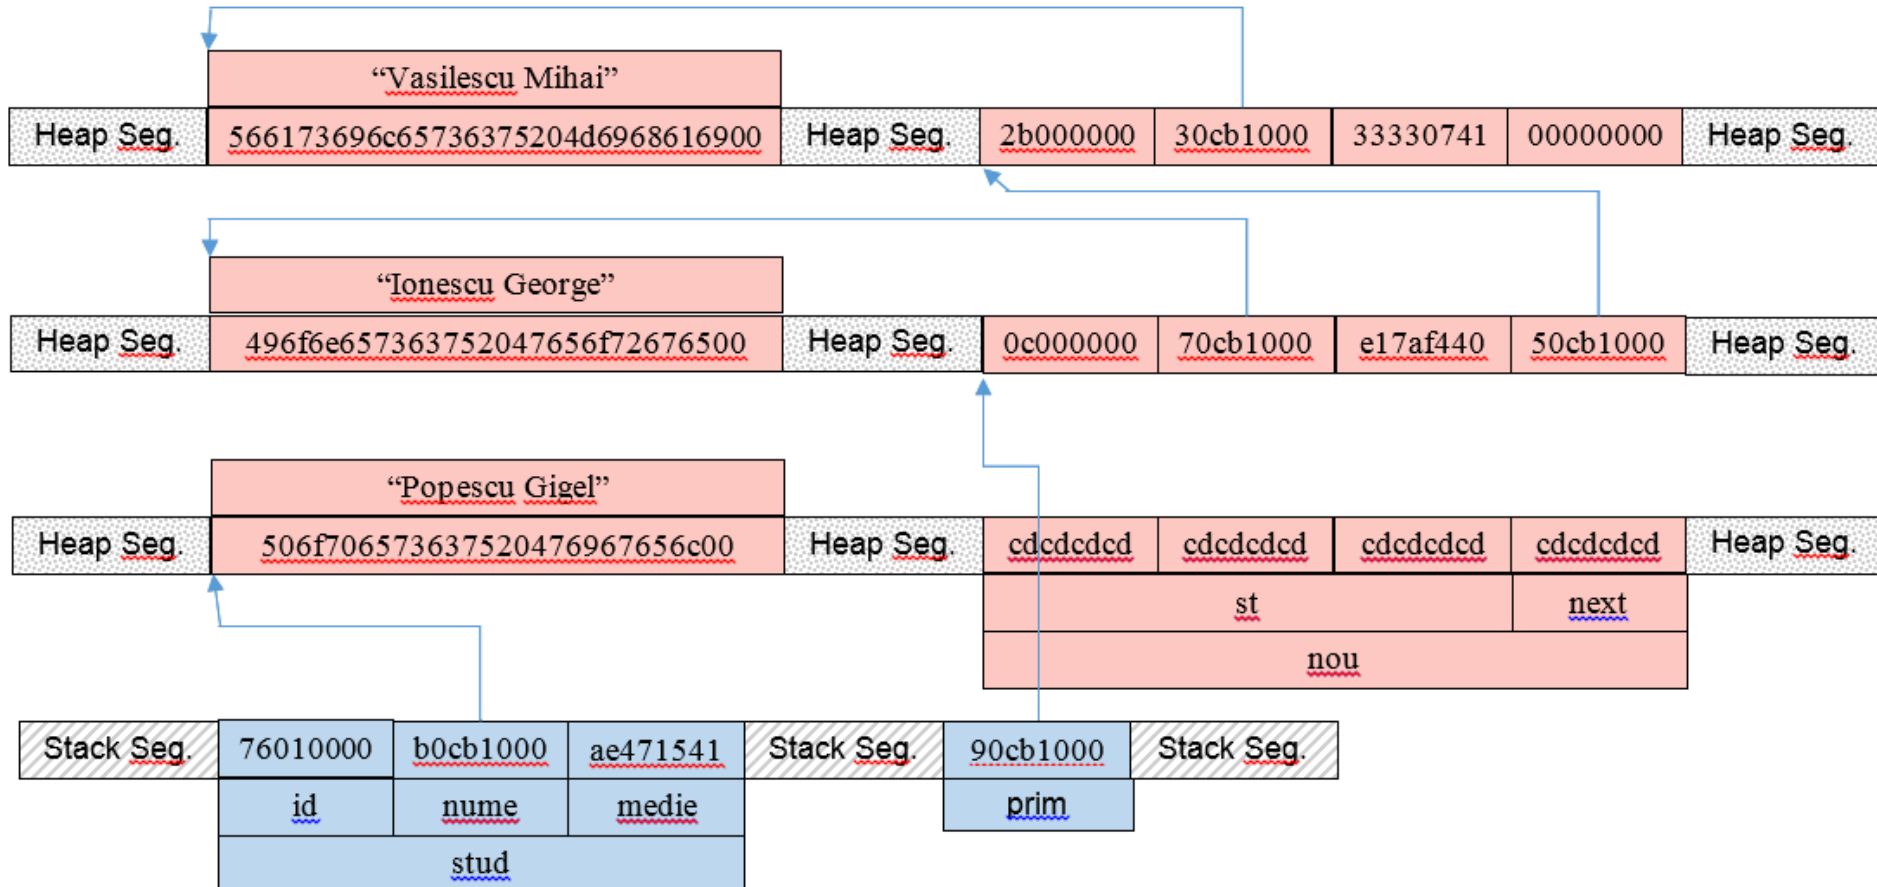 “Vasilescu Mihai”
Heap Seg. 566173696c65736375204d6968616900 Heap Seg. 2b000000 30cb1000 33330741 00000000 Heap Seg.
“Ionescu George”
Heap Seg. 496f6e657363752047656f72676500 Heap Seg. 0c000000 70cb1000 e17af440 50cb1000 Heap Seg.
“Popescu Gigel”
Heap Seg. 506f706573637520476967656c00 Heap Seg. cdcdcdcd cdcdcdcd cdcdcdcd cdcdcdcd Heap Seg.
st next
nou
Stack Seg. 76010000 b0cb1000 ae471541 Stack Seg. 90cb1000 Stack Seg.
id nume medie prim
stud